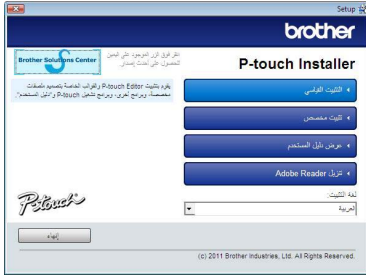 Setup
brother
Brother Solutions Center
انقر فوق الزر الموجود على اليمين
للحصول على أحدث إصدار.
P-touch Installer
يقوم بتثبيت P-touch Editor والقوالب الخاصة بتصميم ملصقات
مخصصة، وبرامج أخرى، وبرامج تشغيل P-touch و"دليل المستخدم".
التثبيت القياسي
تثبيت مخصص
عرض دليل المستخدم
تنزيل Adobe Reader
لغة التثبيت:
العربية
P-touch
إنهاء
(c) 2011 Brother Industries, Ltd. All Rights Reserved.